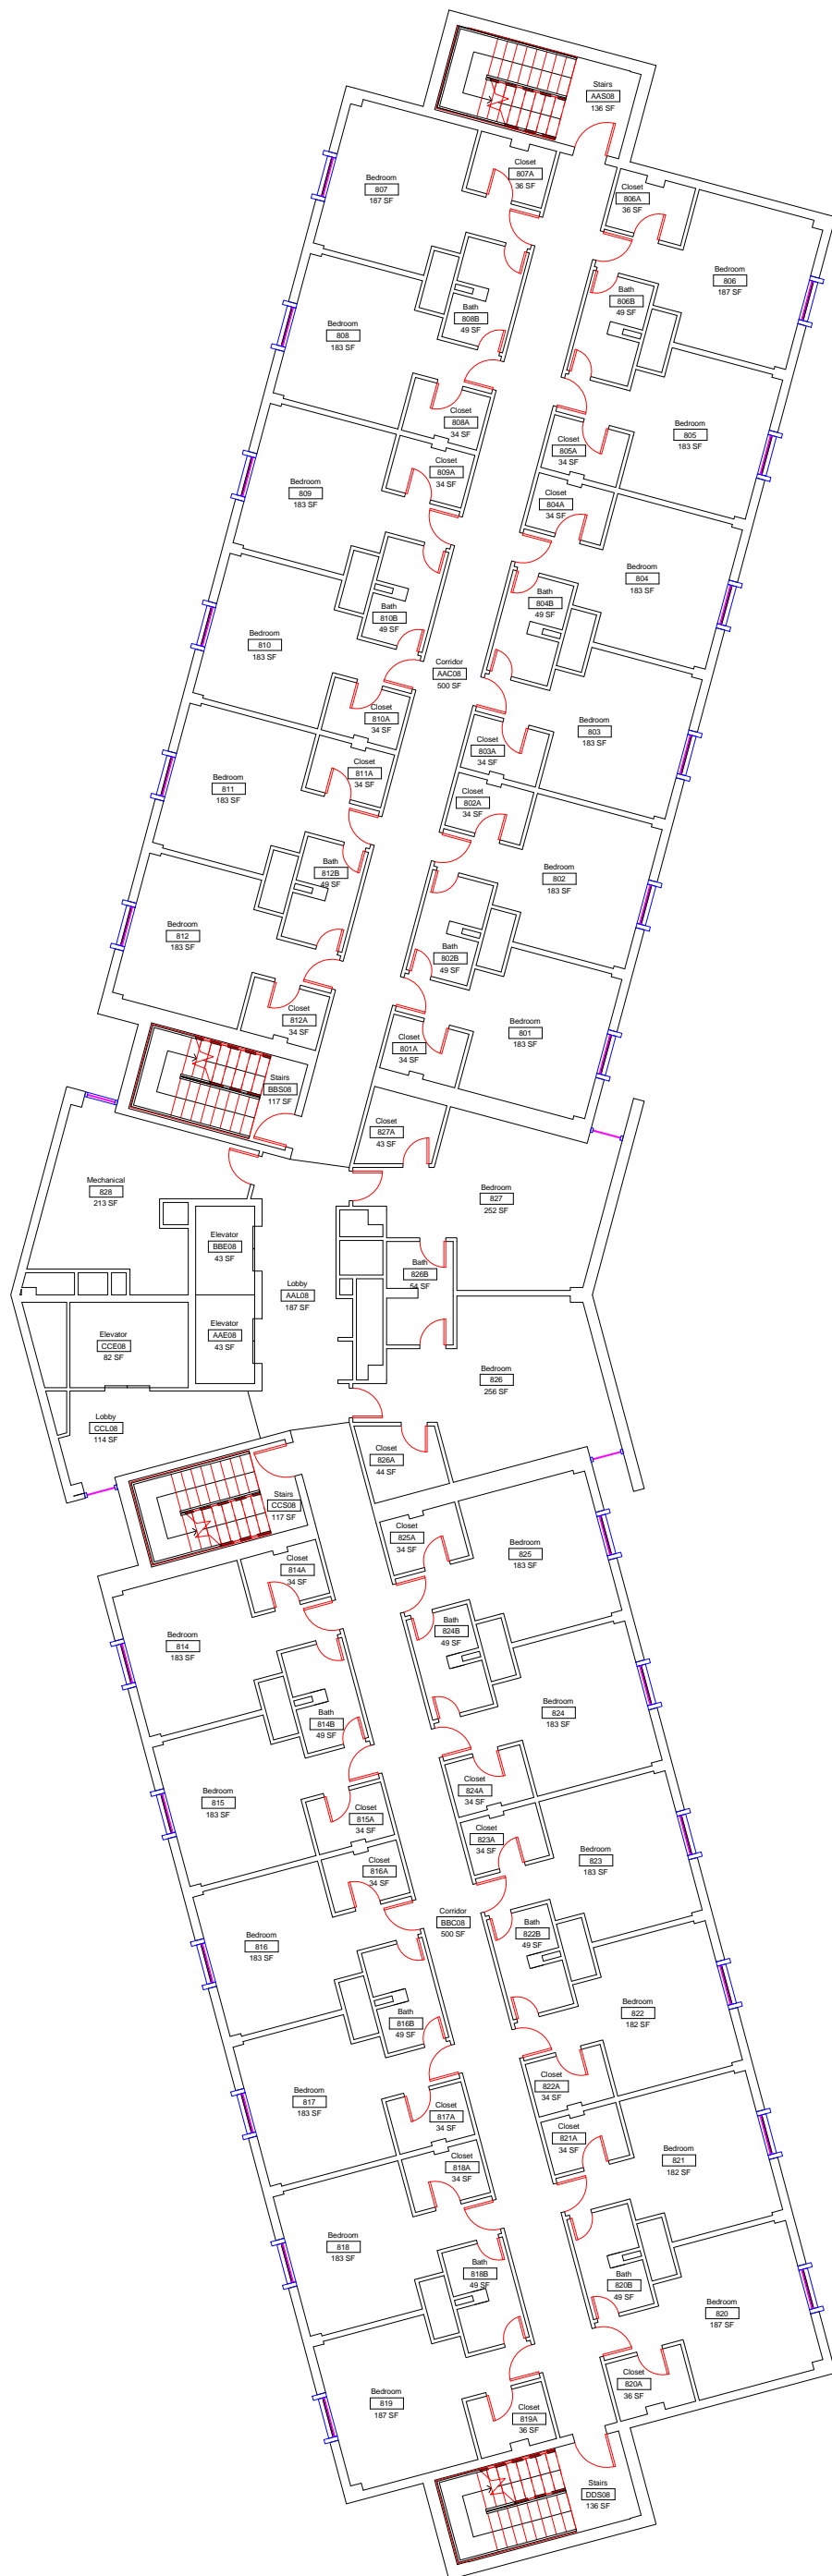 Stairs
AAS08
136 SF
Closet
807A
36 SF
Bedroom
807
187 SF
Closet
806A
36 SF
Bedroom
806
187 SF
Bath
806B
49 SF
Bath
808B
49 SF
Bedroom
808
183 SF
Closet
808A
34 SF
Bedroom
805
183 SF
Closet
805A
34 SF
Closet
809A
34 SF
Bedroom
809
183 SF
Closet
804A
34 SF
Bedroom
804
183 SF
Bath
804B
49 SF
Bath
810B
49 SF
Bedroom
810
183 SF
Corridor
AAC08
500 SF
Closet
810A
34 SF
Bedroom
803
183 SF
Closet
803A
34 SF
Closet
811A
34 SF
Bedroom
811
183 SF
Closet
802A
34 SF
Bath
812B
49 SF
Bedroom
802
183 SF
Bedroom
812
183 SF
Bath
802B
49 SF
Closet
812A
34 SF
Closet
801A
34 SF
Bedroom
801
183 SF
Stairs
BBS08
117 SF
Closet
827A
43 SF
Mechanical
828
213 SF
Bedroom
827
252 SF
Elevator
BBE08
43 SF
Bath
826B
54 SF
Lobby
AAL08
187 SF
Elevator
CCE08
82 SF
Elevator
AAE08
43 SF
Bedroom
826
256 SF
Lobby
CCL08
114 SF
Closet
826A
44 SF
Stairs
CCS08
117 SF
Closet
825A
34 SF
Bedroom
825
183 SF
Closet
814A
34 SF
Bedroom
814
183 SF
Bath
824B
49 SF
Bath
814B
49 SF
Bedroom
824
183 SF
Bedroom
815
183 SF
Closet
824A
34 SF
Closet
815A
34 SF
Closet
823A
34 SF
Bedroom
823
183 SF
Closet
816A
34 SF
Corridor
BBC08
500 SF
Bath
822B
49 SF
Bedroom
816
183 SF
Bath
816B
49 SF
Bedroom
822
182 SF
Closet
822A
34 SF
Bedroom
817
183 SF
Closet
817A
34 SF
Closet
821A
34 SF
Closet
818A
34 SF
Bedroom
821
182 SF
Bedroom
818
183 SF
Bath
818B
49 SF
Bath
820B
49 SF
Bedroom
820
187 SF
Bedroom
819
187 SF
Closet
820A
36 SF
Closet
819A
36 SF
Stairs
DDS08
136 SF